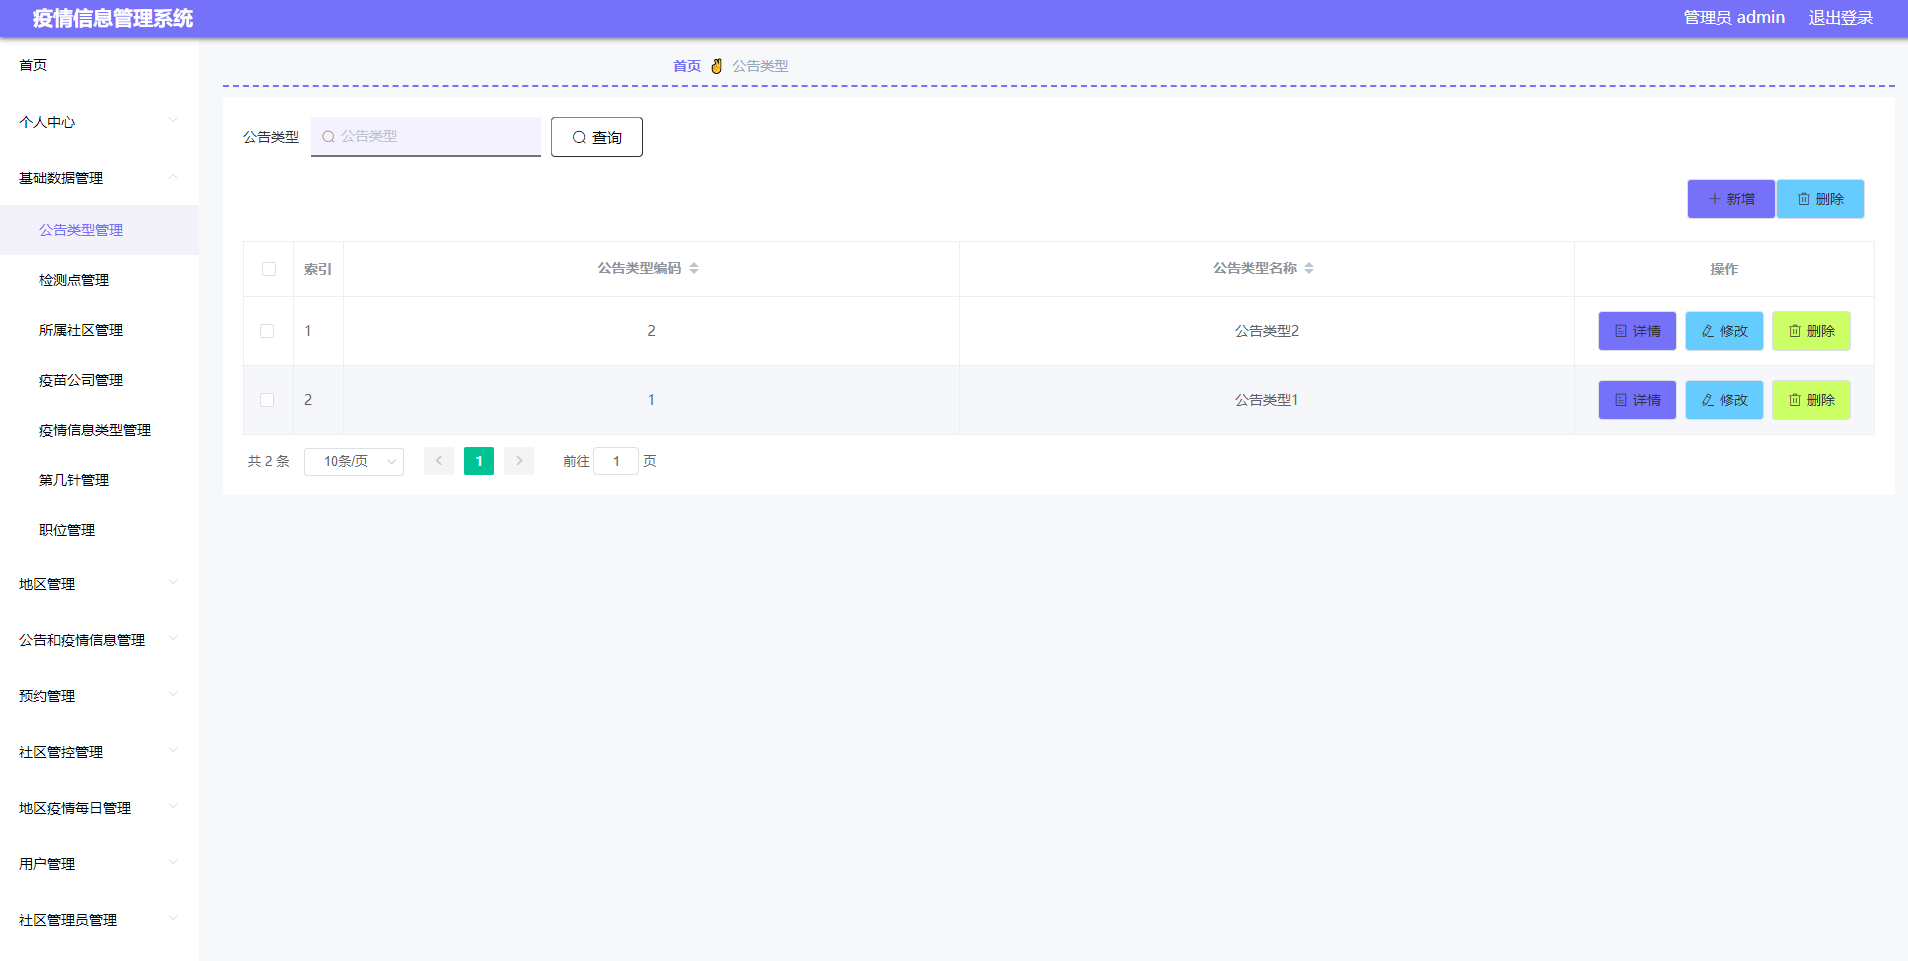 疫情信息管理系统
管理员 admin 退出登录
首页
个人中心
基础数据管理
公告类型管理
检测点管理
所属社区管理
疫苗公司管理
疫情信息类型管理
第几针管理
职位管理
地区管理
公告和疫情信息管理
预约管理
社区管控管理
地区疫情每日管理
用户管理
社区管理员管理
首页 公告类型
公告类型 公告类型 查询
新增 删除
索引 公告类型编码 公告类型名称 操作
1 2 公告类型2 详情 修改 删除
2 1 公告类型1 详情 修改 删除
共 2 条 10条/页 1 前往 1 页